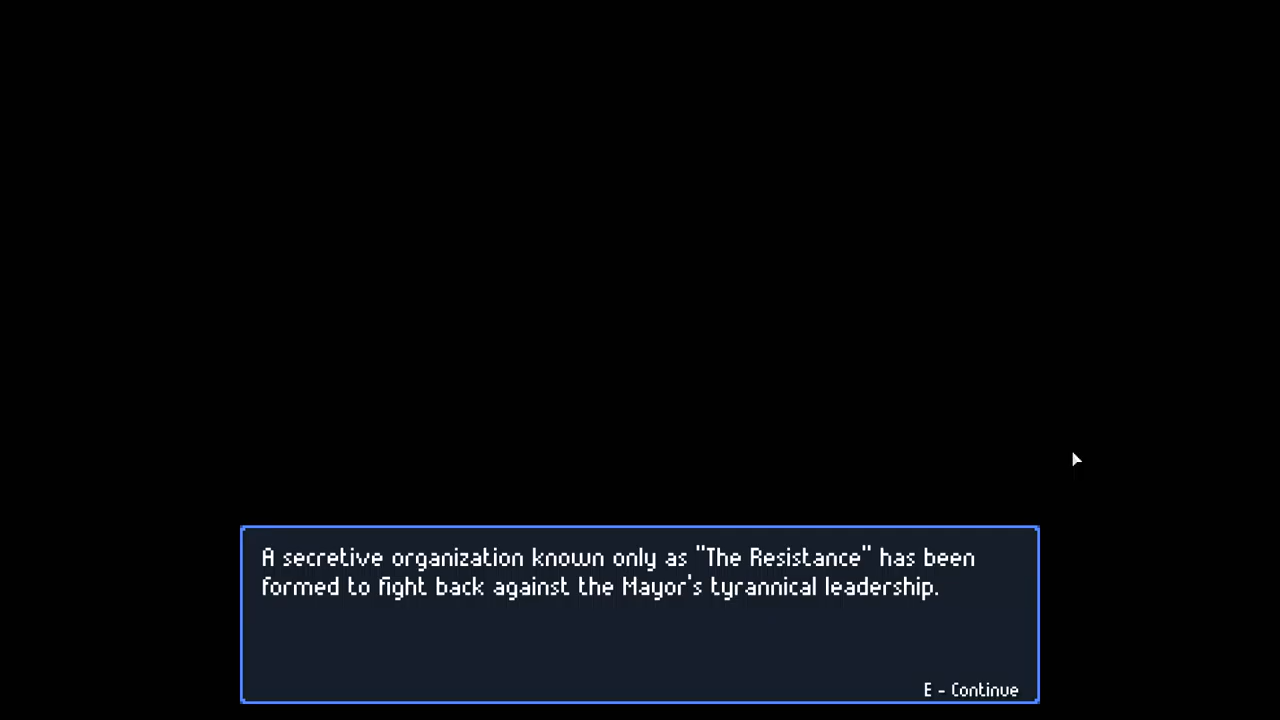 A secretive organization known only as "The Resistance" has been
formed to fight back against the Mayor's tyrannical leadership.
E - Continue